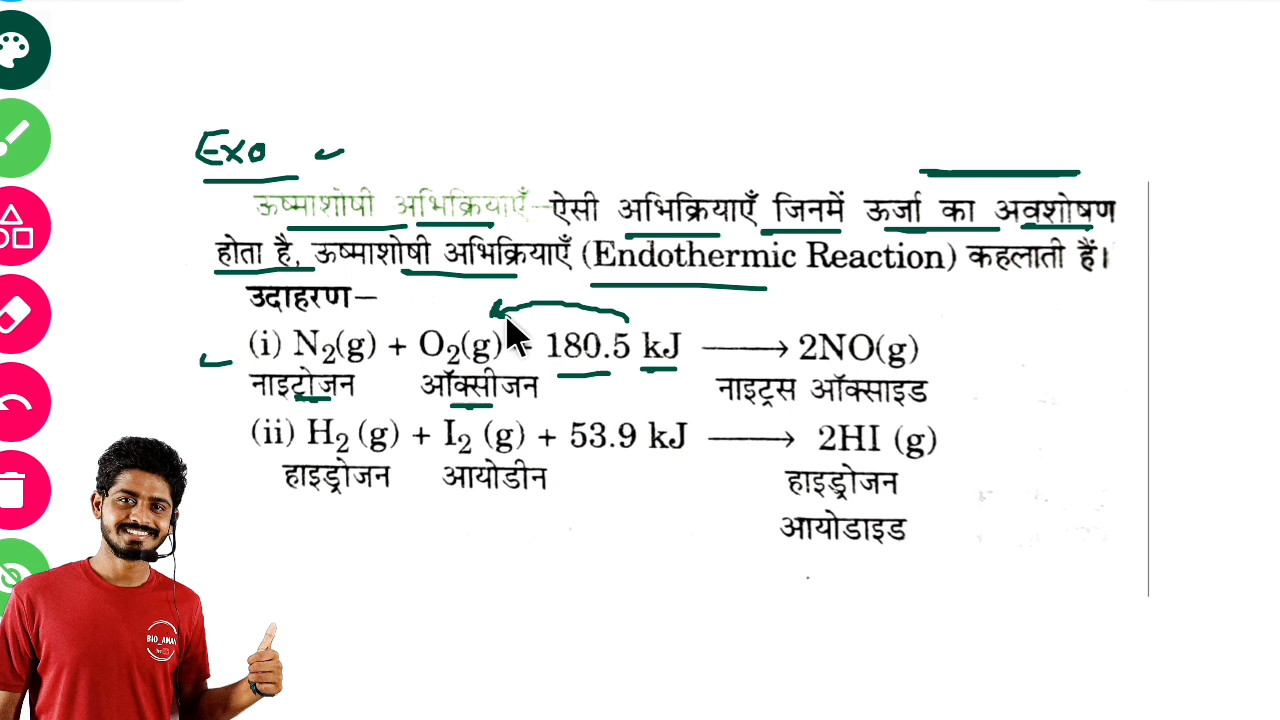 Exo
ऊष्माशोषी अभिक्रियाएँ–ऐसी अभिक्रियाएँ जिनमें ऊर्जा का अवशोषण
होता है, ऊष्माशोषी अभिक्रियाएँ (Endothermic Reaction) कहलाती हैं।
उदाहरण–
(i) N₂(g) + O₂(g) + 180.5 kJ ⟶ 2NO(g)
नाइट्रोजन ऑक्सीजन नाइट्रस ऑक्साइड
(ii) H₂ (g) + I₂ (g) + 53.9 kJ ⟶ 2HI (g)
हाइड्रोजन आयोडीन हाइड्रोजन
आयोडाइड
BIO_AMAN